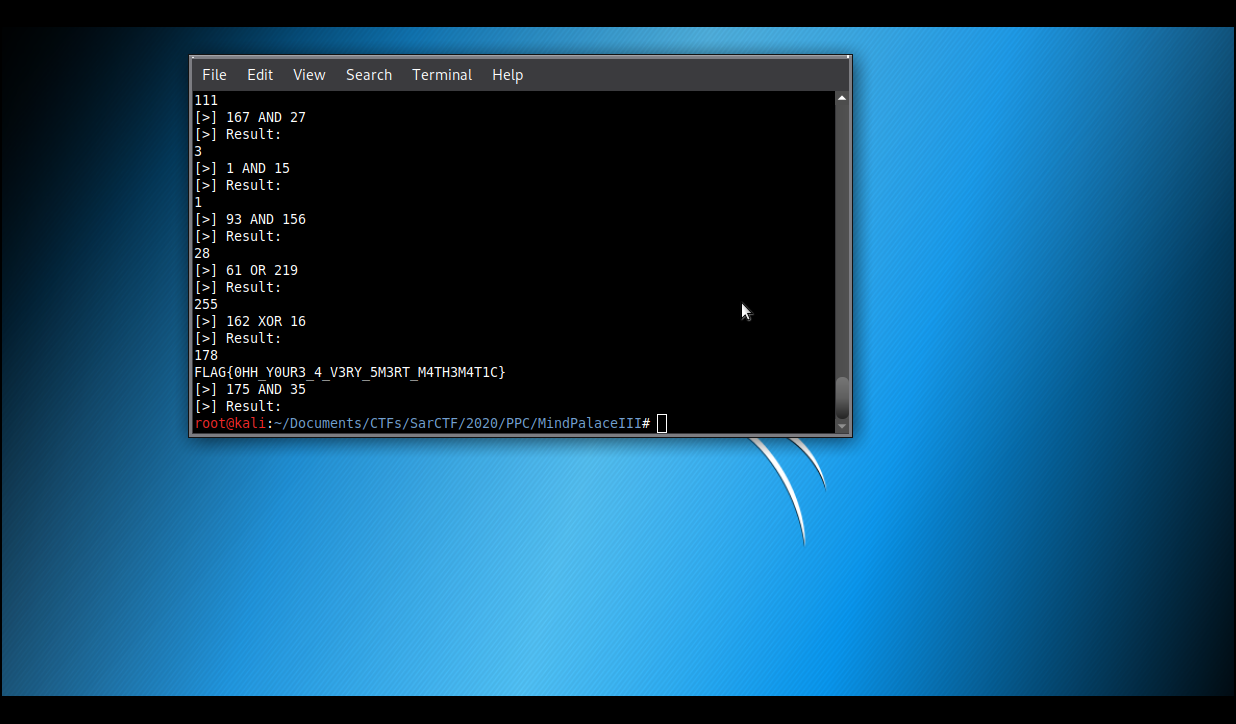 File Edit View Search Terminal Help
111
[>] 167 AND 27
[>] Result:
3
[>] 1 AND 15
[>] Result:
1
[>] 93 AND 156
[>] Result:
28
[>] 61 OR 219
[>] Result:
255
[>] 162 XOR 16
[>] Result:
178
FLAG{0HH_Y0UR3_4_V3RY_5M3RT_M4TH3M4T1C}
[>] 175 AND 35
[>] Result:
root@kali:~/Documents/CTFs/SarCTF/2020/PPC/MindPalaceIII#